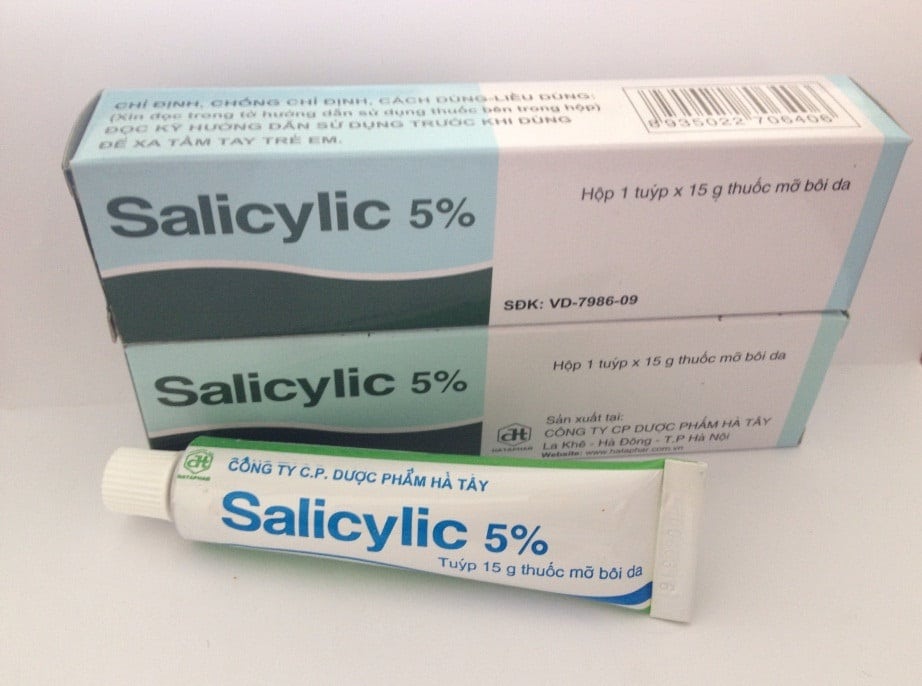 CHỈ ĐỊNH, CHỐNG CHỈ ĐỊNH, CÁCH DÙNG-LIỀU DÙNG:
(Xin đọc trong tờ hướng dẫn sử dụng thuốc bên trong hộp)
ĐỌC KỸ HƯỚNG DẪN SỬ DỤNG TRƯỚC KHI DÙNG
ĐỂ XA TẦM TAY TRẺ EM.
8 935022 706406
Salicylic 5%
Hộp 1 tuýp x 15 g thuốc mỡ bôi da
SĐK: VD-7986-09
Salicylic 5%
Hộp 1 tuýp x 15 g thuốc mỡ bôi da
HATAPHAR
Sản xuất tại:
CÔNG TY CP DƯỢC PHẨM HÀ TÂY
La Khê - Hà Đông - T.P Hà Nội
Website: www.hataphar.com.vn
HATAPHAR
CÔNG TY C.P. DƯỢC PHẨM HÀ TÂY
Salicylic 5%
Tuýp 15 g thuốc mỡ bôi da